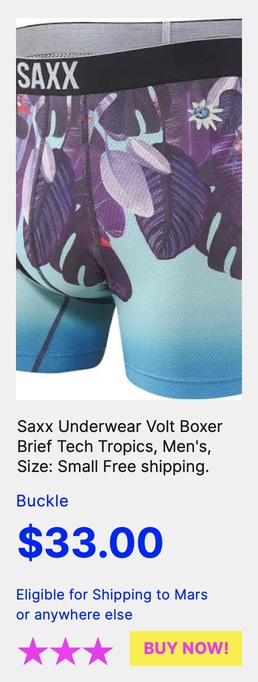 SAXX
Saxx Underwear Volt Boxer
Brief Tech Tropics, Men's,
Size: Small Free shipping.
Buckle
$33.00
Eligible for Shipping to Mars
or anywhere else
BUY NOW!